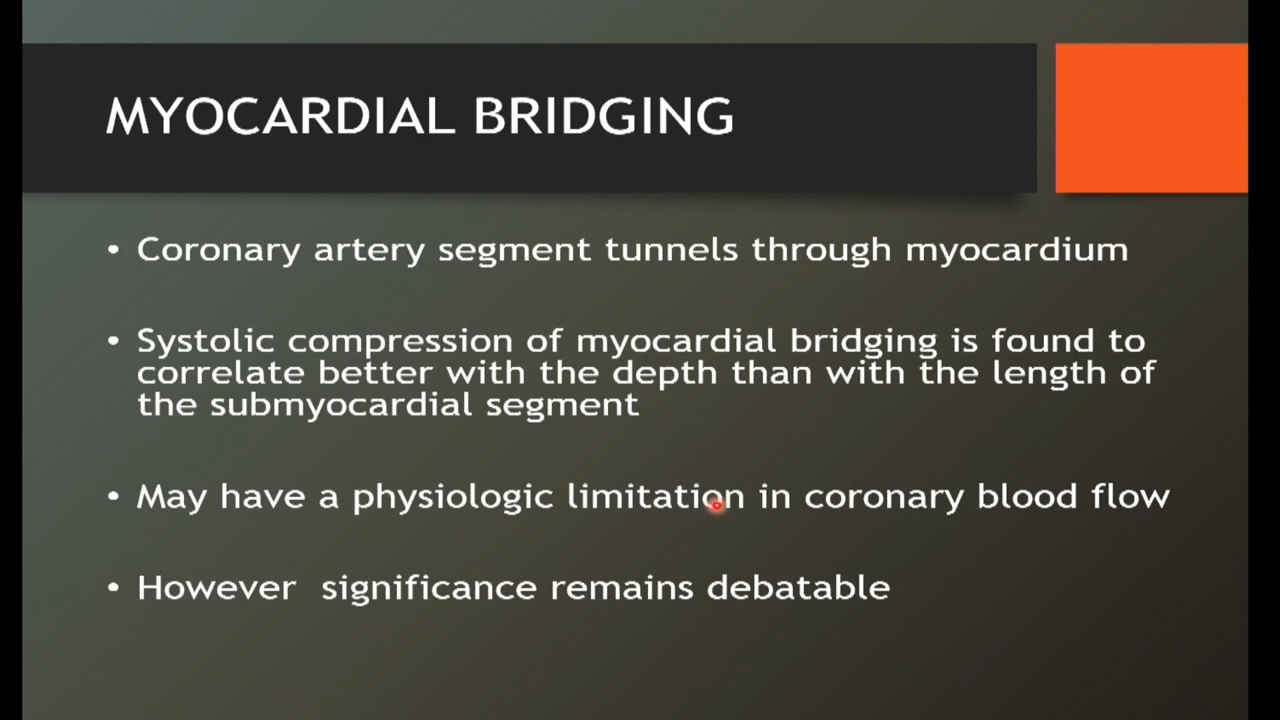 MYOCARDIAL BRIDGING
• Coronary artery segment tunnels through myocardium
• Systolic compression of myocardial bridging is found to
correlate better with the depth than with the length of
the submyocardial segment
• May have a physiologic limitation in coronary blood flow
• However  significance remains debatable